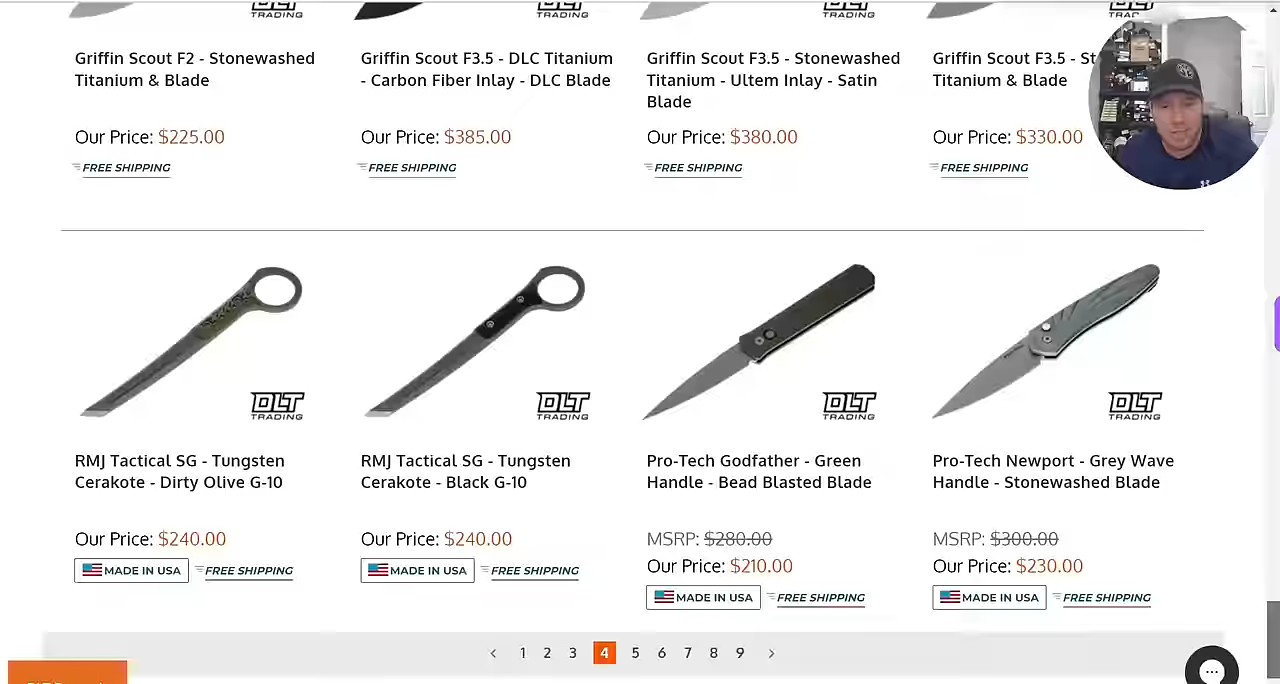 TRADING TRADING TRADING
Griffin Scout F2 - Stonewashed
Titanium & Blade
Griffin Scout F3.5 - DLC Titanium
- Carbon Fiber Inlay - DLC Blade
Griffin Scout F3.5 - Stonewashed
Titanium - Ultem Inlay - Satin
Blade
Griffin Scout F3.5 - St
Titanium & Blade
Our Price: $225.00
Our Price: $385.00
Our Price: $380.00
Our Price: $330.00
FREE SHIPPING
FREE SHIPPING
FREE SHIPPING
FREE SHIPPING
DLT
TRADING
DLT
TRADING
DLT
TRADING
DLT
TRADING
RMJ Tactical SG - Tungsten
Cerakote - Dirty Olive G-10
RMJ Tactical SG - Tungsten
Cerakote - Black G-10
Pro-Tech Godfather - Green
Handle - Bead Blasted Blade
Pro-Tech Newport - Grey Wave
Handle - Stonewashed Blade
Our Price: $240.00
MADE IN USA FREE SHIPPING
Our Price: $240.00
MADE IN USA FREE SHIPPING
MSRP: $280.00
Our Price: $210.00
MADE IN USA FREE SHIPPING
MSRP: $300.00
Our Price: $230.00
MADE IN USA FREE SHIPPING
< 1 2 3 4 5 6 7 8 9 >